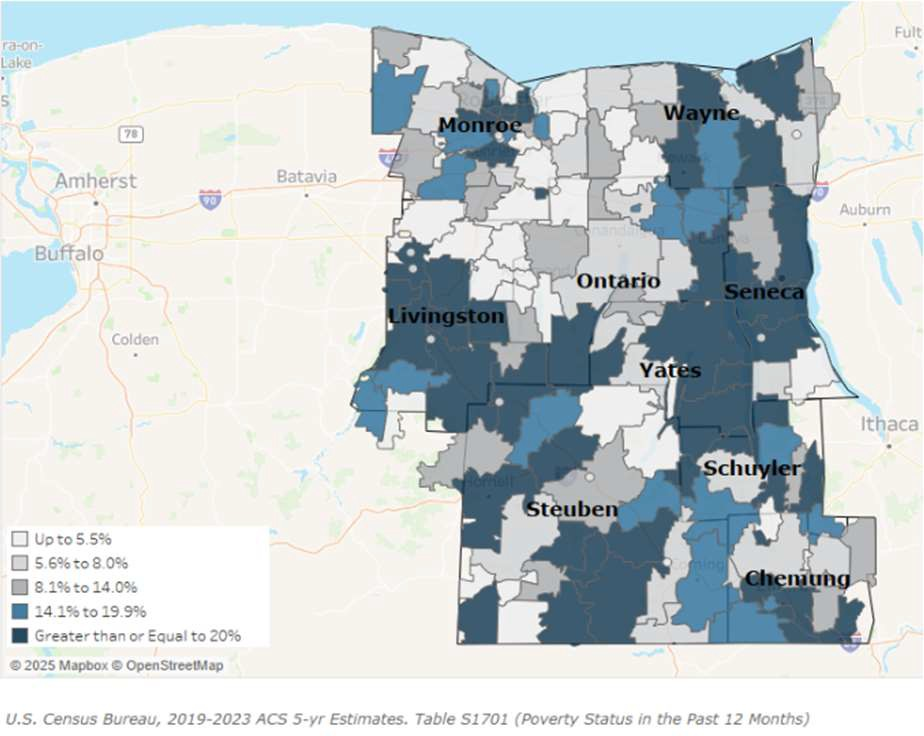 ra-on-
Lake
s
Fult
78
Monroe
Wayne
Amherst
Batavia
90
90
Auburn
Buffalo
Ontario
Seneca
Livingston
Colden
Yates
Ithaca
Schuyler
Hornell
Steuben
Corning
Chemung
Up to 5.5%
5.6% to 8.0%
8.1% to 14.0%
14.1% to 19.9%
Greater than or Equal to 20%
© 2025 Mapbox © OpenStreetMap
U.S. Census Bureau, 2019-2023 ACS 5-yr Estimates. Table S1701 (Poverty Status in the Past 12 Months)